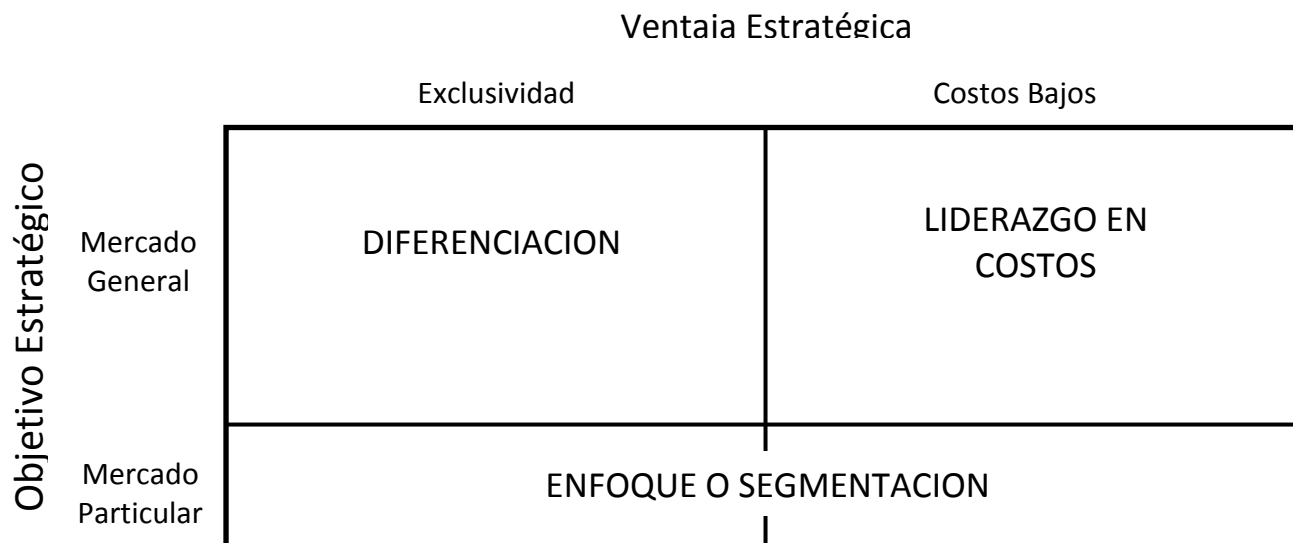 Ventaja Estratégica
Exclusividad
Costos Bajos
Objetivo Estratégico
Mercado
General
DIFERENCIACION
LIDERAZGO EN
COSTOS
Mercado
Particular
ENFOQUE O SEGMENTACION